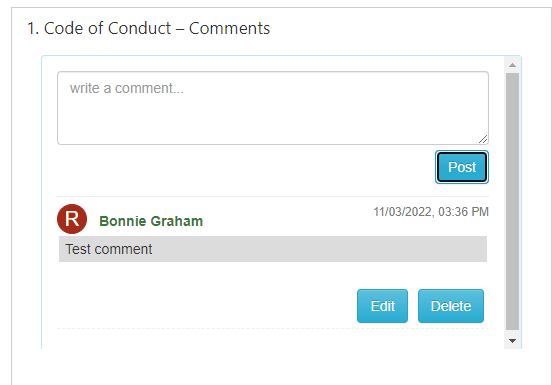 1. Code of Conduct – Comments
write a comment...
Post
R
Bonnie Graham
11/03/2022, 03:36 PM
Test comment
Edit
Delete